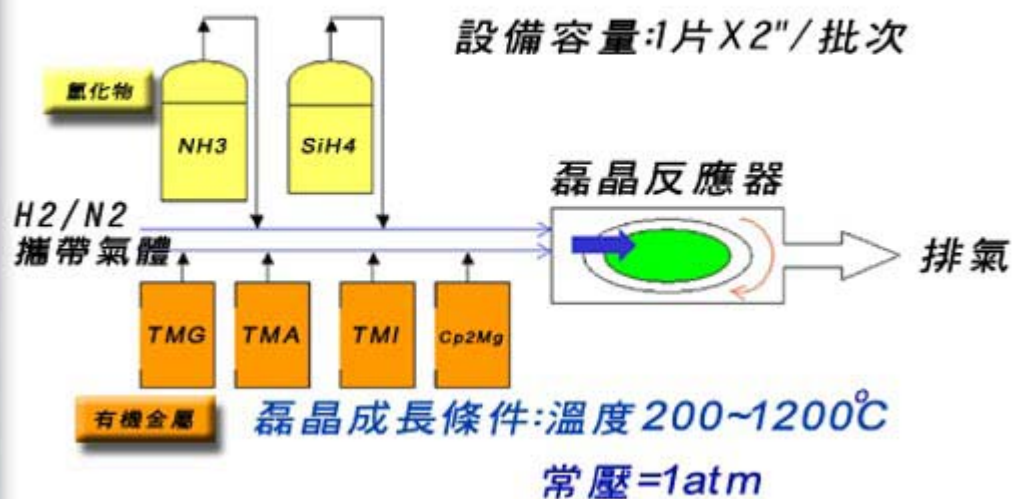 設備容量:1片X2"/批次
氫化物
NH3
SiH4
磊晶反應器
H2/N2
攜帶氣體
排氣
TMG
TMA
TMI
Cp2Mg
有機金屬
磊晶成長條件:溫度200~1200℃
常壓=1atm